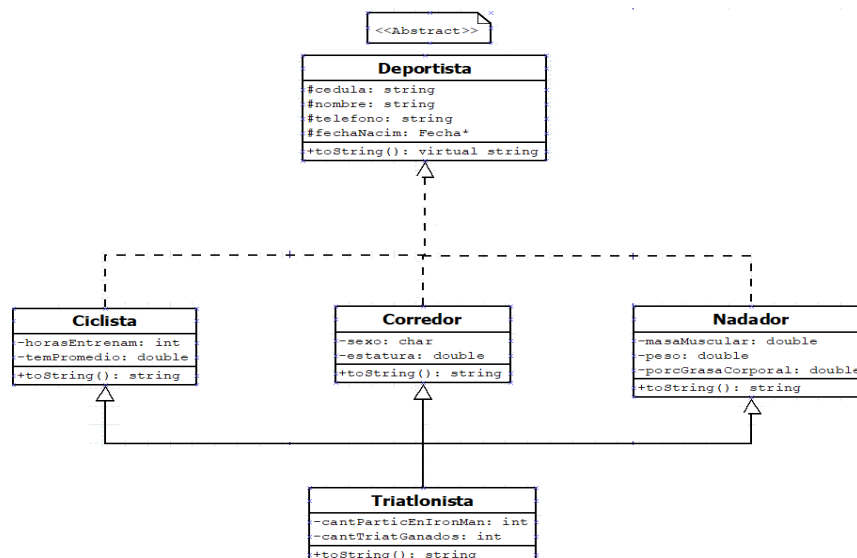 <<Abstract>>
Deportista
#cedula: string
#nombre: string
#telefono: string
#fechaNacim: Fecha*
+toString(): virtual string
Ciclista
-horasEntrenam: int
-temPromedio: double
+toString(): string
Corredor
-sexo: char
-estatura: double
+toString(): string
Nadador
-masaMuscular: double
-peso: double
-porcGrasaCorporal: double
+toString(): string
Triatlonista
-cantParticEnIronMan: int
-cantTriatGanados: int
+toString(): string